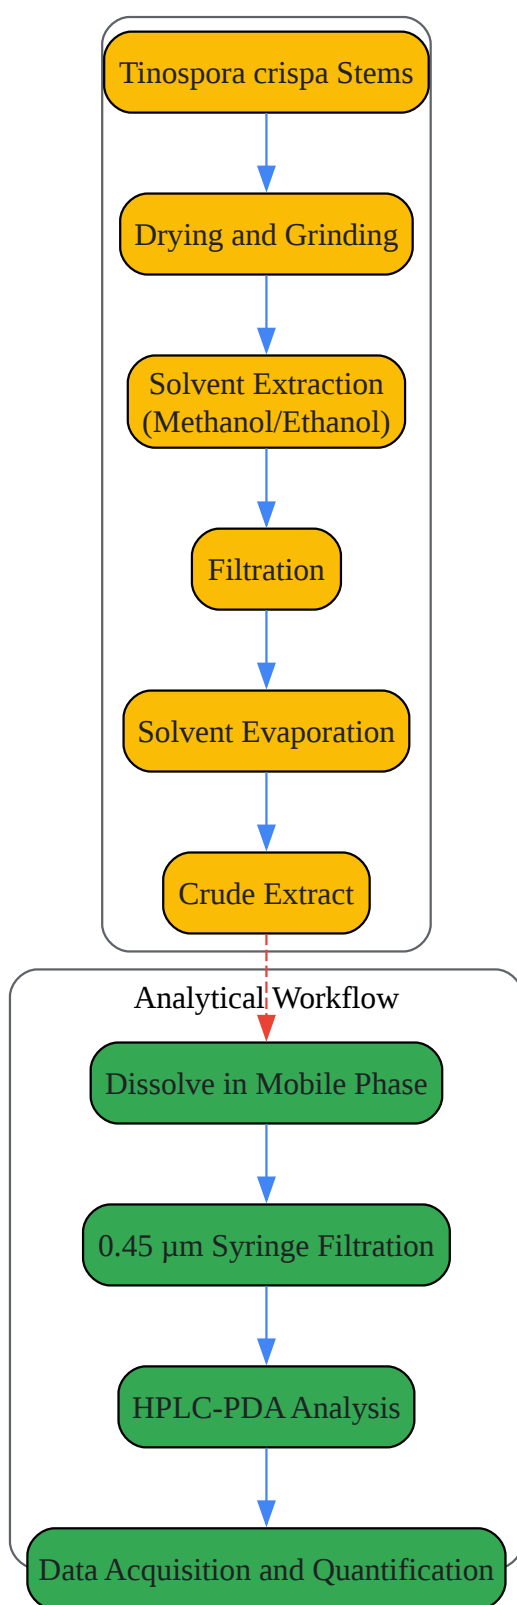 Tinospora crispa Stems
Drying and Grinding
Solvent Extraction
(Methanol/Ethanol)
Filtration
Solvent Evaporation
Crude Extract
Analytical Workflow
Dissolve in Mobile Phase
0.45 µm Syringe Filtration
HPLC-PDA Analysis
Data Acquisition and Quantification